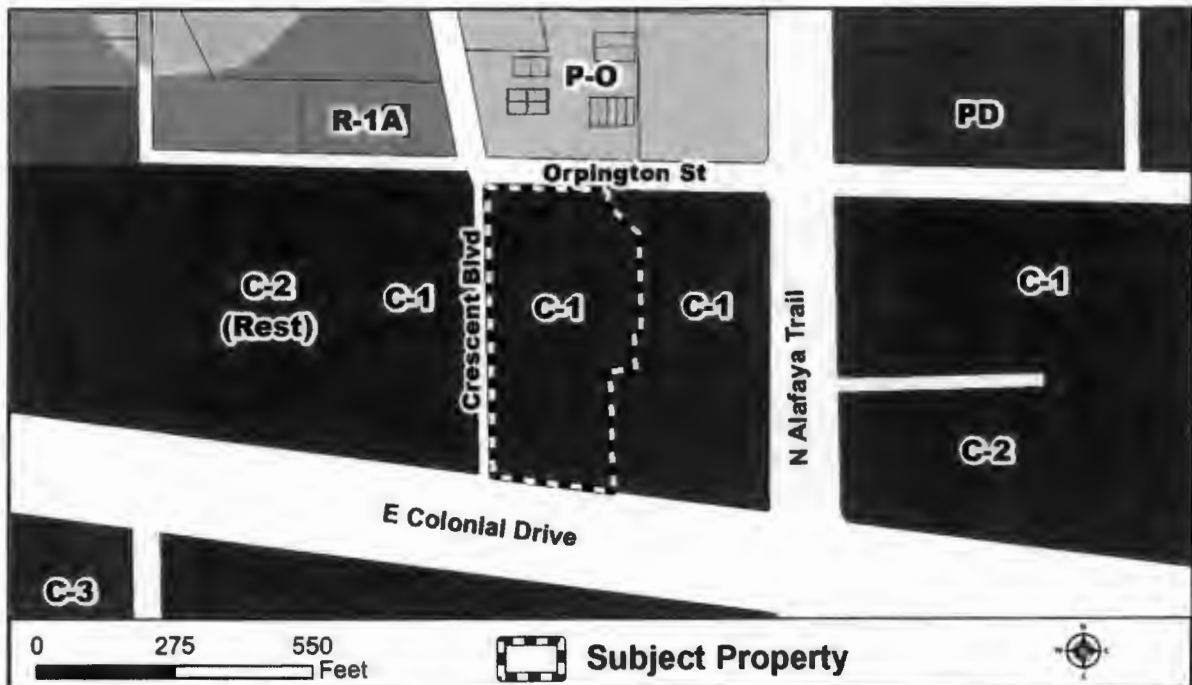 P-O
R-1A
PD
Orpington St
Crescent Blvd
C-2
(Rest)
C-1
C-1
C-1
C-1
N Alafaya Trail
C-2
E Colonial Drive
C-3
0 275 550
Feet
Subject Property